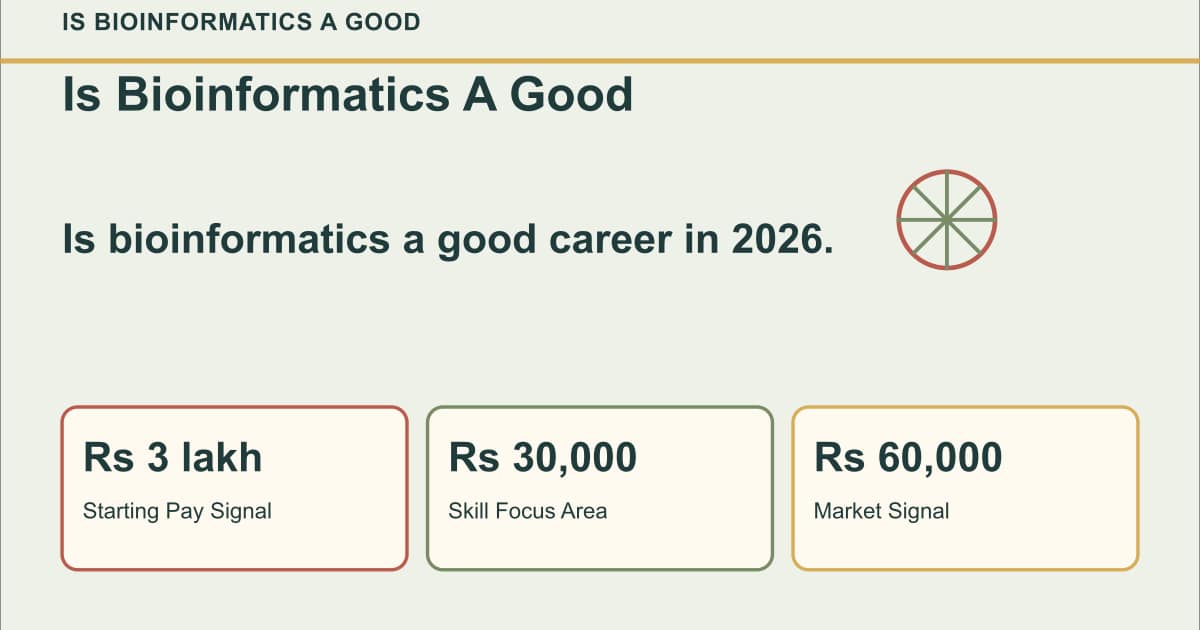 IS BIOINFORMATICS A GOOD
Is Bioinformatics A Good
Is bioinformatics a good career in 2026.
Rs 3 lakh
Starting Pay Signal
Rs 30,000
Skill Focus Area
Rs 60,000
Market Signal